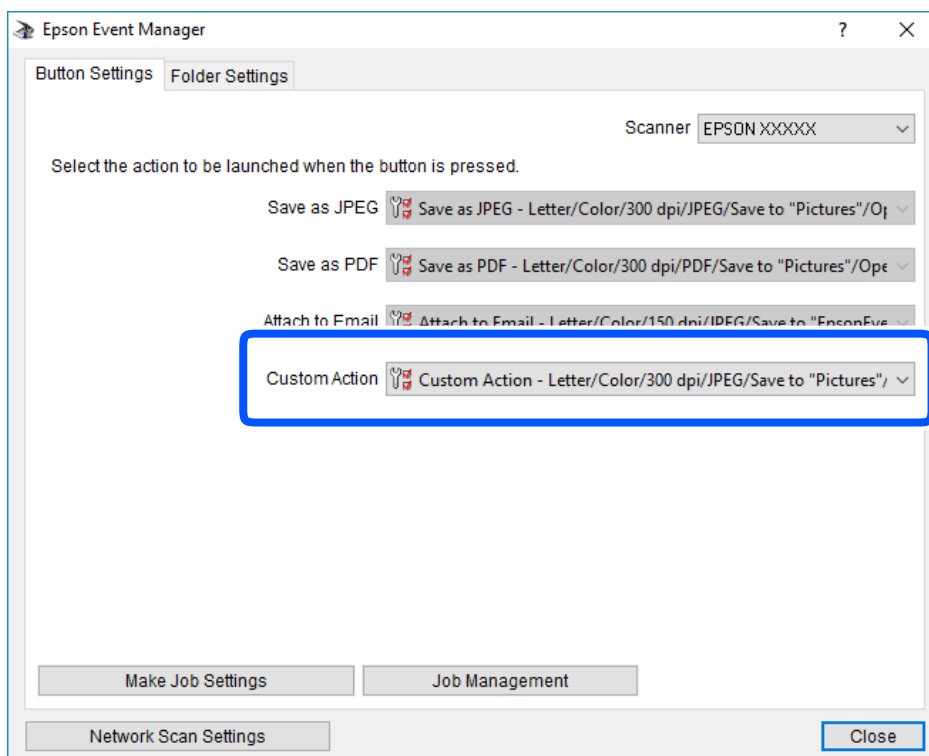 Epson Event Manager
Button Settings Folder Settings
Scanner EPSON XXXXX
Select the action to be launched when the button is pressed.
Save as JPEG Save as JPEG - Letter/Color/300 dpi/JPEG/Save to "Pictures"/Op
Save as PDF Save as PDF - Letter/Color/300 dpi/PDF/Save to "Pictures"/Ope
Attach to Email Attach to Email - Letter/Color/150 dpi/JPEG/Save to "EpsonEve
Custom Action Custom Action - Letter/Color/300 dpi/JPEG/Save to "Pictures"/
Make Job Settings Job Management
Network Scan Settings Close